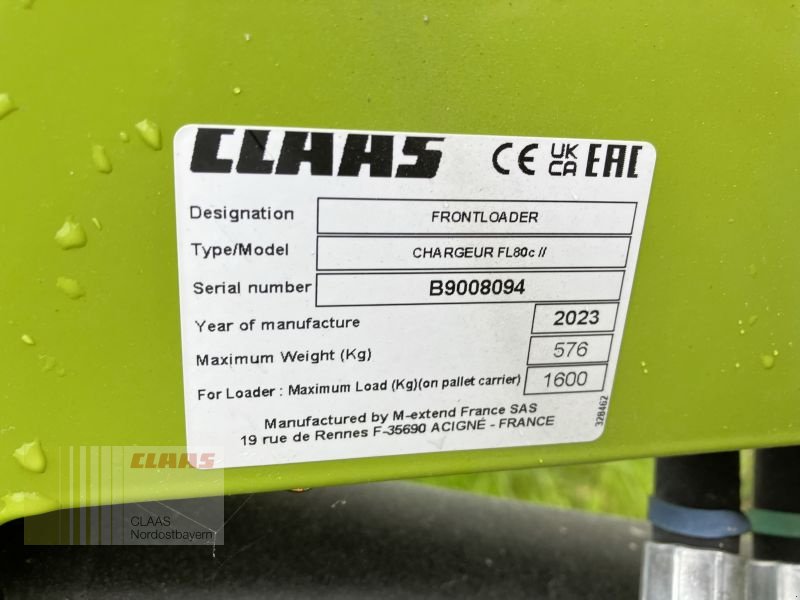 CLAAS CE UK CA EAC
Designation FRONTLOADER
Type/Model CHARGEUR FL80c //
Serial number B9008094
Year of manufacture 2023
Maximum Weight (Kg) 576
For Loader : Maximum Load (Kg)(on pallet carrier) 1600
Manufactured by M-extend France SAS
19 rue de Rennes F-35690 ACIGNÉ - FRANCE
328462
CLAAS
CLAAS
Nordostbayern